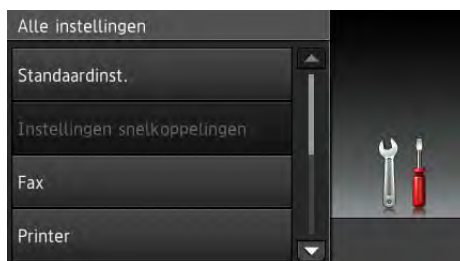 Alle instellingen
Standaardinst.
Instellingen snelkoppelingen
Fax
Printer